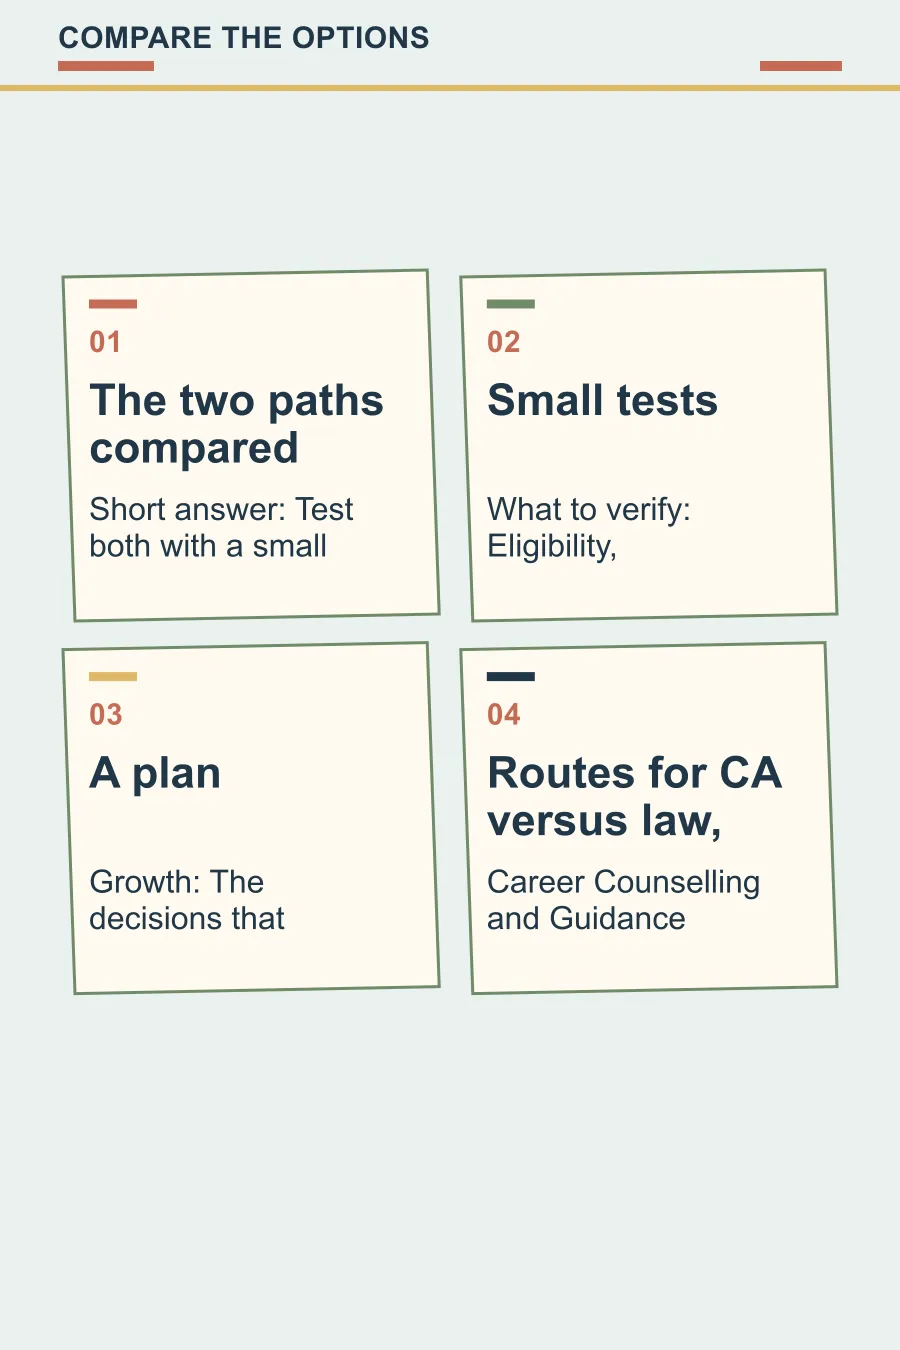 COMPARE THE OPTIONS
01
The two paths
compared
Short answer: Test
both with a small
02
Small tests
What to verify:
Eligibility,
03
A plan
Growth: The
decisions that
04
Routes for CA
versus law,
Career Counselling
and Guidance